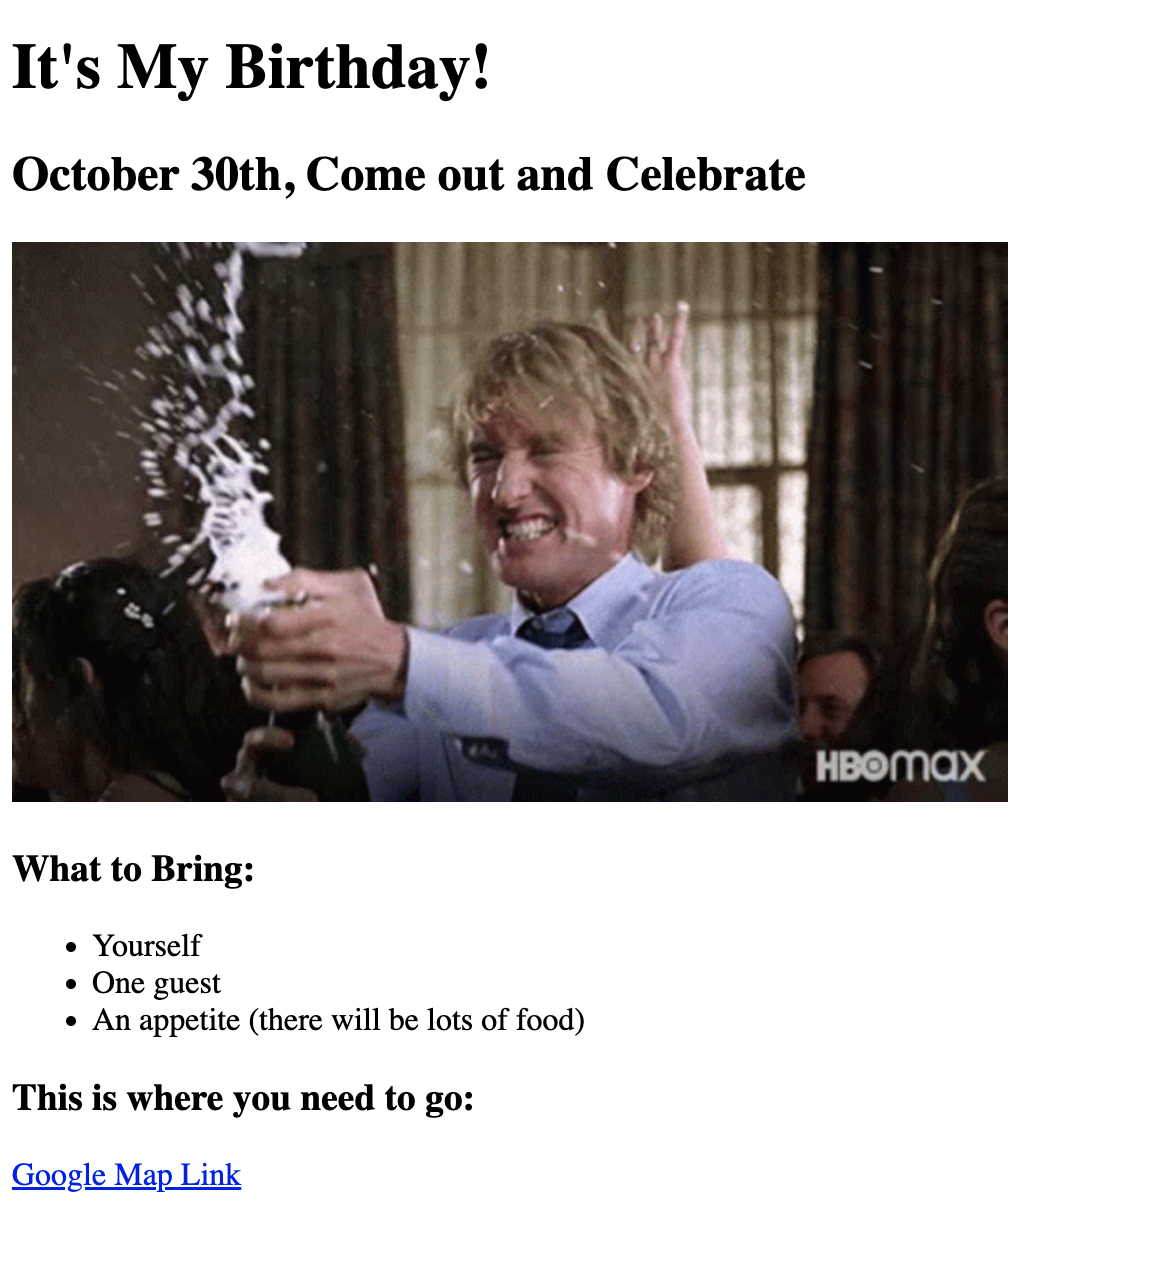 It's My Birthday!
October 30th, Come out and Celebrate
HBOmax
What to Bring:
Yourself
One guest
An appetite (there will be lots of food)
This is where you need to go:
Google Map Link